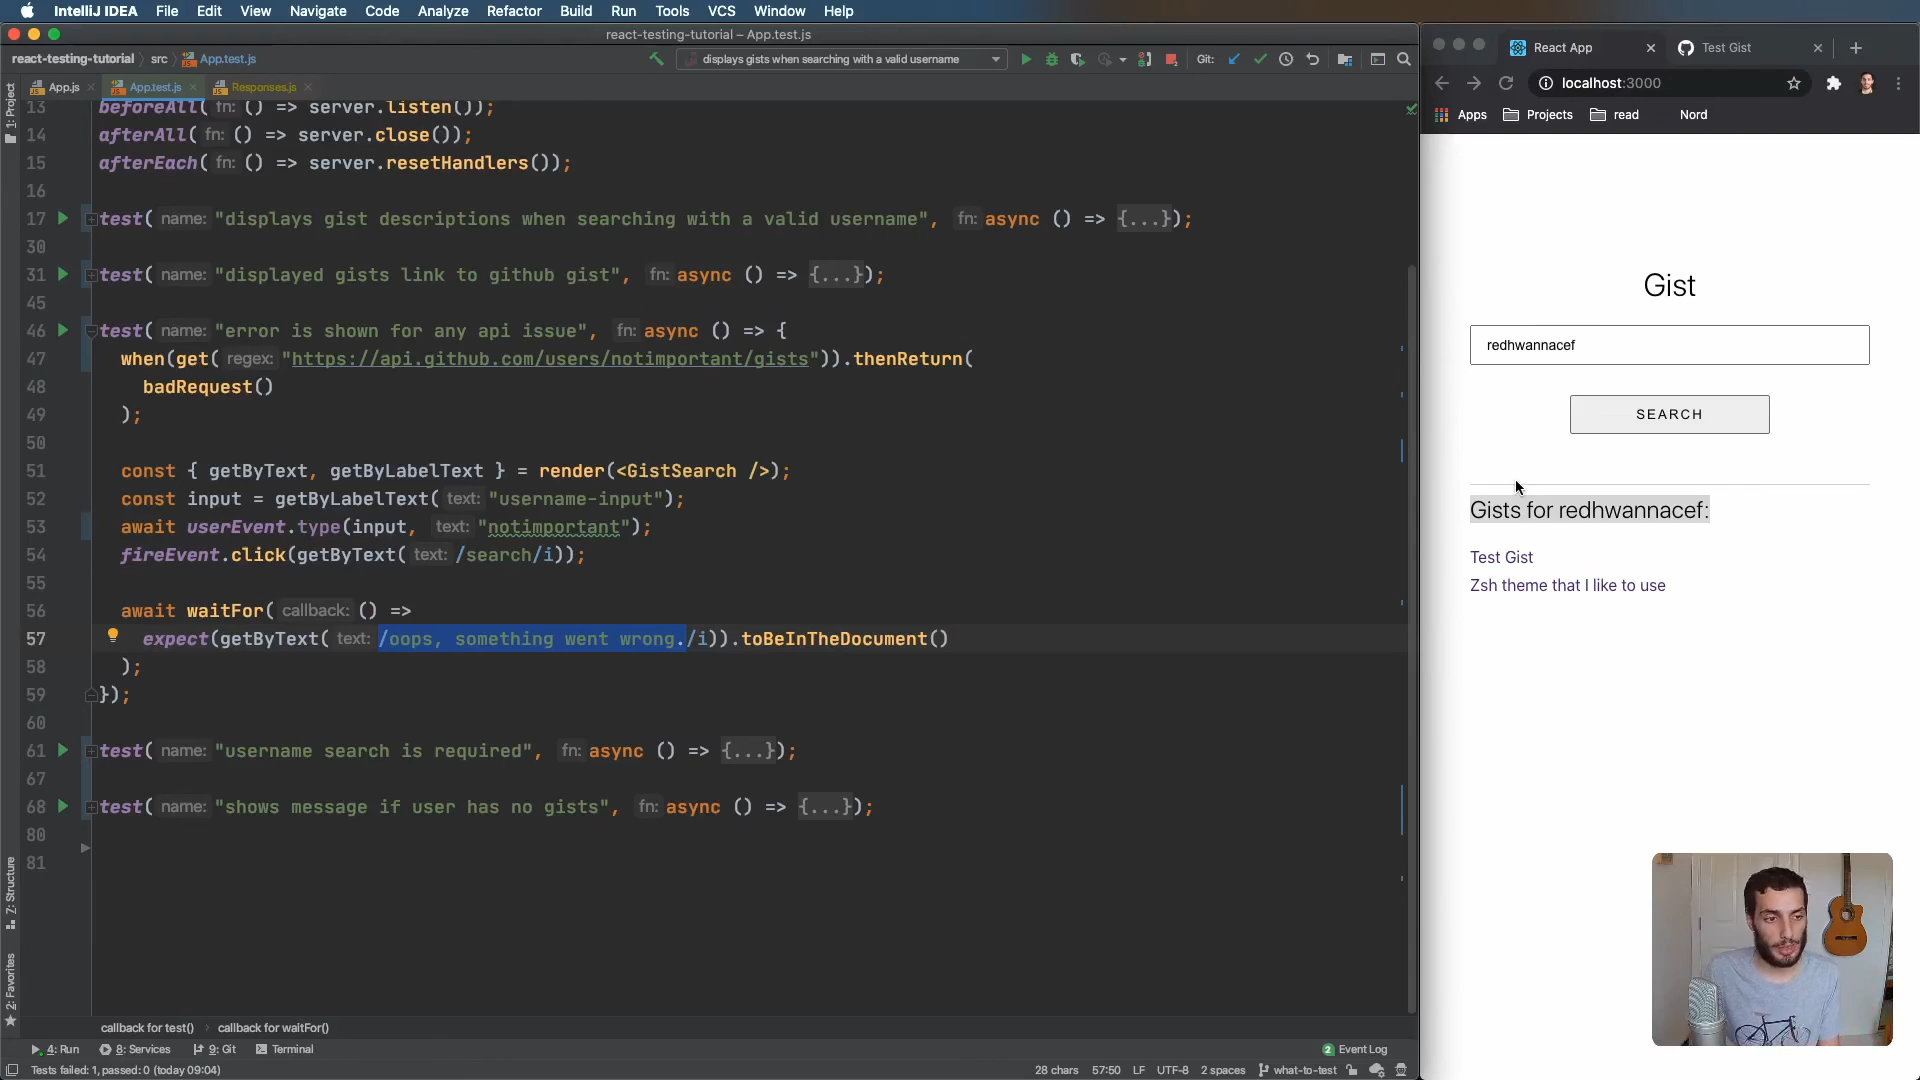 IntelliJ IDEA File Edit View Navigate Code Analyze Refactor Build Run Tools VCS Window Help
react-testing-tutorial – App.test.js
react-testing-tutorial src App.test.js
displays gists when searching with a valid username
Git:
App.js App.test.js Responses.js
1: Project
13 beforeAll( fn: () => server.listen());
14 afterAll( fn: () => server.close());
15 afterEach( fn: () => server.resetHandlers());
16
17 test( name: "displays gist descriptions when searching with a valid username", fn: async () => {...});
30
31 test( name: "displayed gists link to github gist", fn: async () => {...});
45
46 test( name: "error is shown for any api issue", fn: async () => {
47 when(get( regex: "https://api.github.com/users/notimportant/gists")).thenReturn(
48 badRequest()
49 );
50
51 const { getByText, getByLabelText } = render(<GistSearch />);
52 const input = getByLabelText( text: "username-input");
53 await userEvent.type(input, text: "notimportant");
54 fireEvent.click(getByText( text: /search/i));
55
56 await waitFor( callback: () =>
57 expect(getByText( text: /oops, something went wrong./i)).toBeInTheDocument()
58 );
59 });
60
61 test( name: "username search is required", fn: async () => {...});
67
68 test( name: "shows message if user has no gists", fn: async () => {...});
80
81
7: Structure
2: Favorites
callback for test() callback for waitFor()
4: Run 8: Services 9: Git Terminal
2 Event Log
Tests failed: 1, passed: 0 (today 09:04)
28 chars 57:50 LF UTF-8 2 spaces what-to-test
React App Test Gist
localhost:3000
Apps Projects read Nord
Gist
redhwannacef
SEARCH
Gists for redhwannacef:
Test Gist
Zsh theme that I like to use